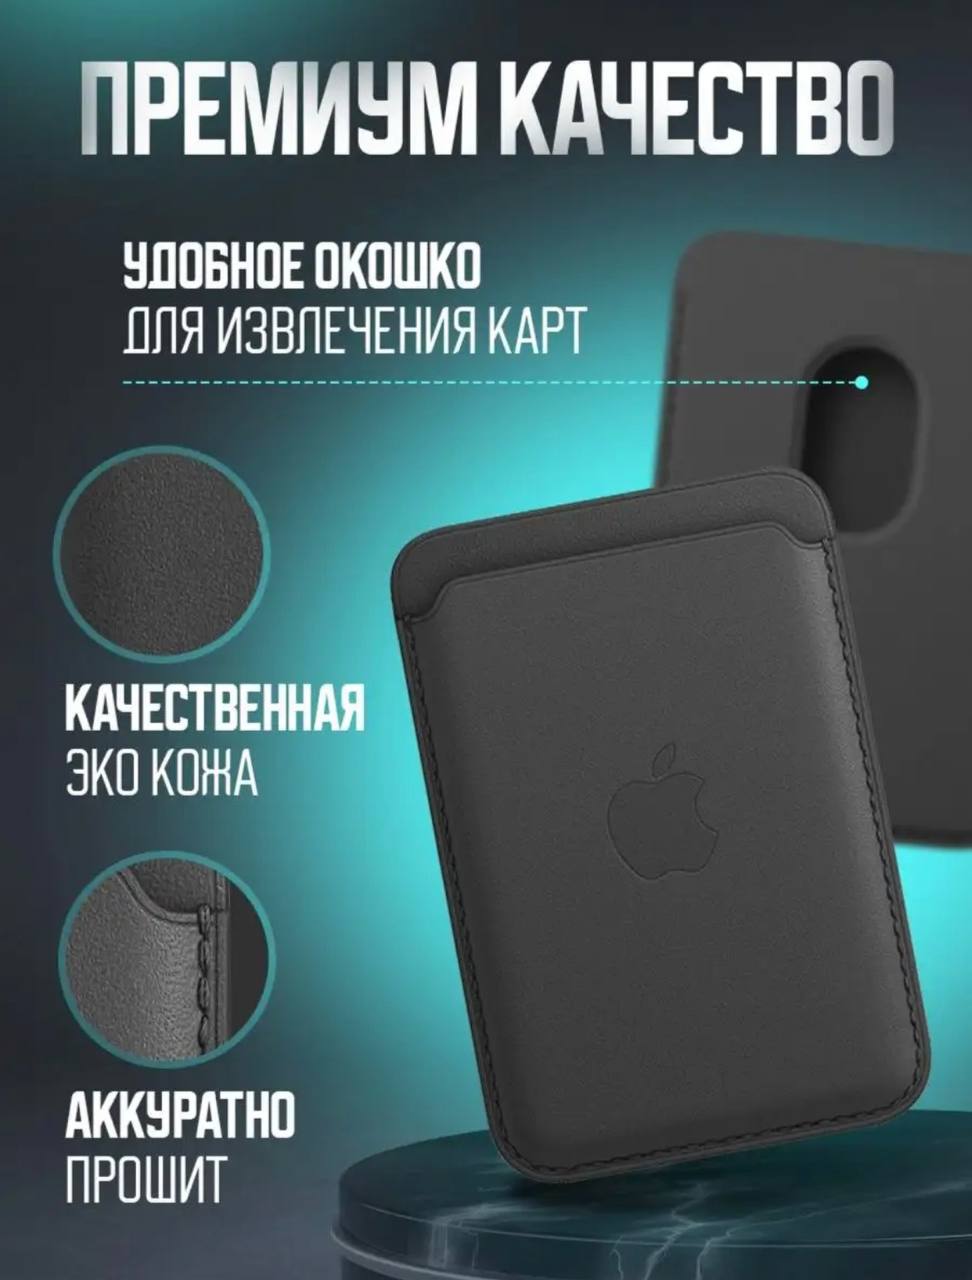 ПРЕМИУМ КАЧЕСТВО
УДОБНОЕ ОКОШКО
ДЛЯ ИЗВЛЕЧЕНИЯ КАРТ
КАЧЕСТВЕННАЯ
ЭКО КОЖА
АККУРАТНО
ПРОШИТ